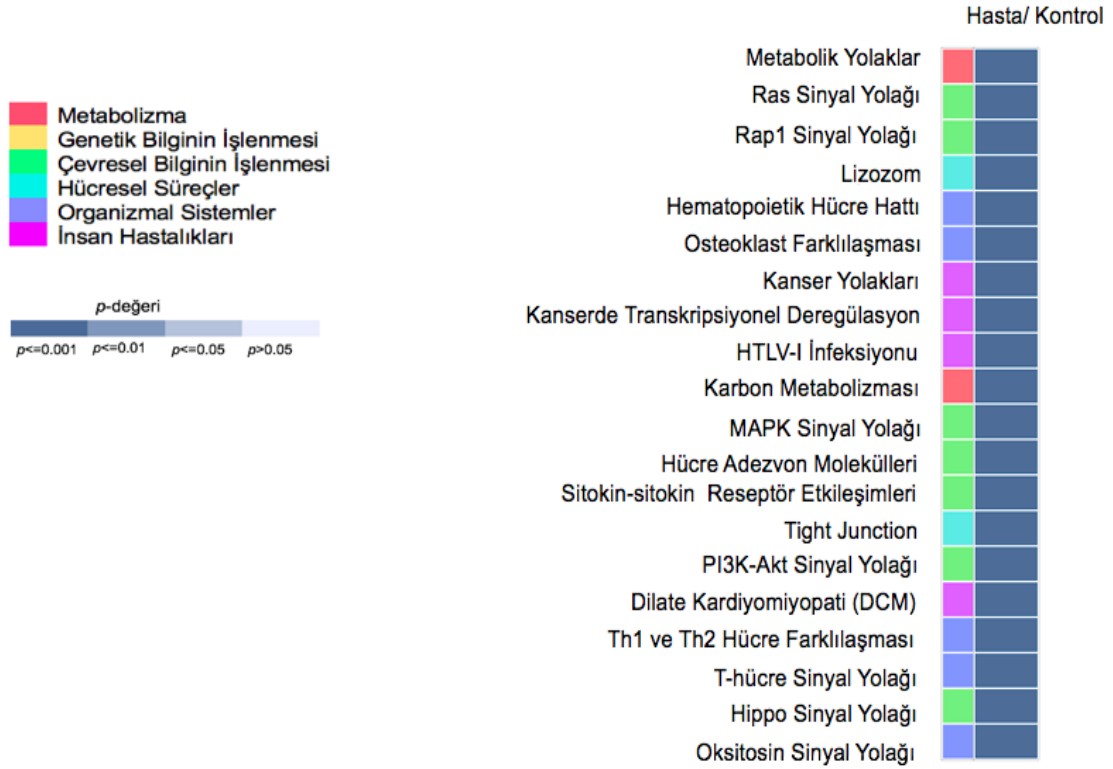 Hasta/ Kontrol
Metabolizma
Genetik Bilginin İşlenmesi
Çevresel Bilginin İşlenmesi
Hücresel Süreçler
Organizmal Sistemler
İnsan Hastalıkları
p-değeri
p<=0.001 p<=0.01 p<=0.05 p>0.05
Metabolik Yolaklar
Ras Sinyal Yolağı
Rap1 Sinyal Yolağı
Lizozom
Hematopoietik Hücre Hattı
Osteoklast Farklılaşması
Kanser Yolakları
Kanserde Transkripsiyonel Deregülasyon
HTLV-I İnfeksiyonu
Karbon Metabolizması
MAPK Sinyal Yolağı
Hücre Adezvon Molekülleri
Sitokin-sitokin Reseptör Etkileşimleri
Tight Junction
PI3K-Akt Sinyal Yolağı
Dilate Kardiyomiyopati (DCM)
Th1 ve Th2 Hücre Farklılaşması
T-hücre Sinyal Yolağı
Hippo Sinyal Yolağı
Oksitosin Sinyal Yolağı